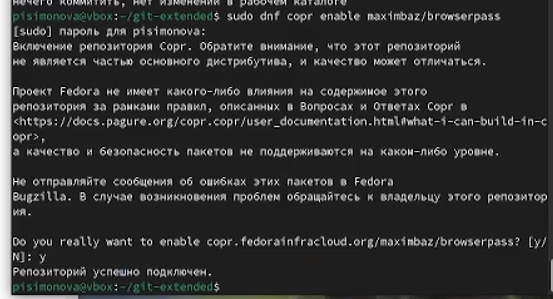 нечего коммитить, нет изменений в рабочем каталоге
pisimonova@vbox:~/git-extended$ sudo dnf copr enable maximbaz/browserpass
[sudo] пароль для pisimonova:
Включение репозитория Copr. Обратите внимание, что этот репозиторий
не является частью основного дистрибутива, и качество может отличаться.
Проект Fedora не имеет какого-либо влияния на содержимое этого
репозитория за рамками правил, описанных в Вопросах и Ответах Copr в
<https://docs.pagure.org/copr.copr/user_documentation.html#what-i-can-build-in-c
opr>,
а качество и безопасность пакетов не поддерживаются на каком-либо уровне.
Не отправляйте сообщения об ошибках этих пакетов в Fedora
Bugzilla. В случае возникновения проблем обращайтесь к владельцу этого репозитор
ия.
Do you really want to enable copr.fedorainfracloud.org/maximbaz/browserpass? [y/
N]: y
Репозиторий успешно подключен.
pisimonova@vbox:~/git-extended$